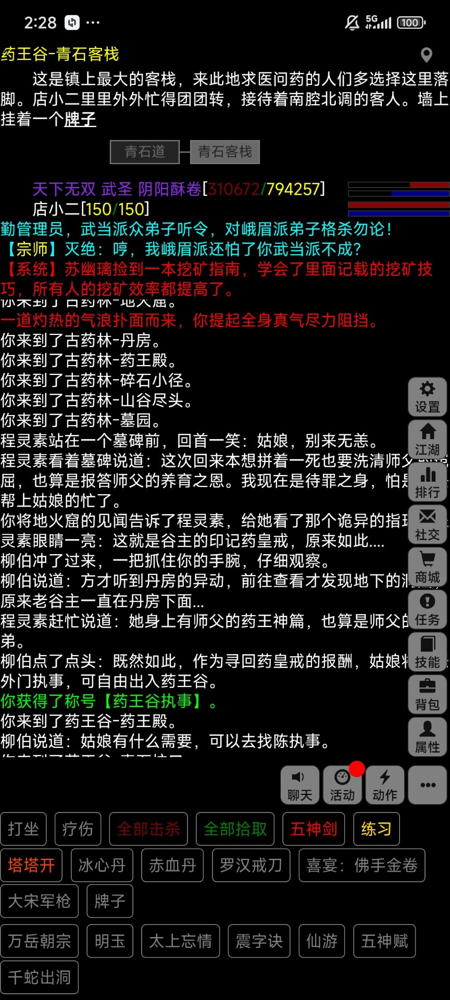 2:28
5G
100
药王谷-青石客栈
这是镇上最大的客栈，来此地求医问药的人们多选择这里落
脚。店小二里里外外忙得团团转，接待着南腔北调的客人。墙上
挂着一个牌子
青石道
青石客栈
天下无双 武圣 阴阳酥卷[310672/794257]
店小二[150/150]
勤管理员，武当派众弟子听令，对峨眉派弟子格杀勿论！
【宗师】灭绝：哼，我峨眉派还怕了你武当派不成？
【系统】苏幽璃捡到一本挖矿指南，学会了里面记载的挖矿技
巧，所有人的挖矿效率都提高了。
你来到了古药林-地火窟。
一道灼热的气浪扑面而来，你提起全身真气尽力阻挡。
你来到了古药林-丹房。
你来到了古药林-药王殿。
你来到了古药林-碎石小径。
你来到了古药林-山谷尽头。
你来到了古药林-墓园。
程灵素站在一个墓碑前，回首一笑：姑娘，别来无恙。
程灵素看着墓碑说道：这次回来本想拼着一死也要洗清师父
屈，也算是报答师父的养育之恩。我现在是待罪之身，怕是
帮上姑娘的忙了。
你将地火窟的见闻告诉了程灵素，给她看了那个诡异的指环
灵素眼睛一亮：这就是谷主的印记药皇戒，原来如此....
柳伯冲了过来，一把抓住你的手腕，仔细观察。
柳伯说道：方才听到丹房的异动，前往查看才发现地下的
原来老谷主一直在丹房下面...
程灵素赶忙说道：她身上有师父的药王神篇，也算是师父的
弟。
柳伯点了点头：既然如此，作为寻回药皇戒的报酬，姑娘
外门执事，可自由出入药王谷。
你获得了称号【药王谷执事】。
你来到了药王谷-药王殿。
柳伯说道：姑娘有什么需要，可以去找陈执事。
设置
江湖
排行
社交
商城
任务
技能
背包
属性
聊天
活动
动作
打坐
疗伤
全部击杀
全部拾取
五神剑
练习
塔塔开
冰心丹
赤血丹
罗汉戒刀
喜宴：佛手金卷
大宋军枪
牌子
万岳朝宗
明玉
太上忘情
震字诀
仙游
五神赋
千蛇出洞